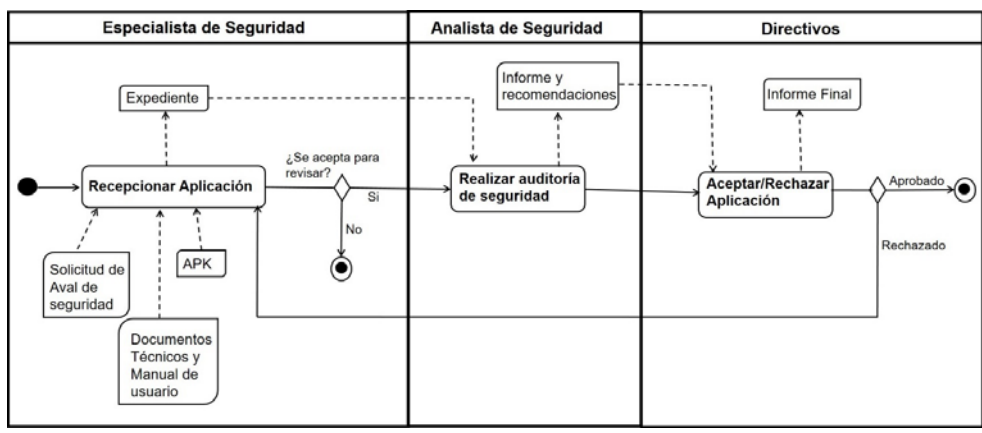 Especialista de Seguridad
Analista de Seguridad
Directivos
Expediente
Informe y
recomendaciones
Informe Final
¿Se acepta para
revisar?
Recepcionar Aplicación
Si
No
Realizar auditoría
de seguridad
Aceptar/Rechazar
Aplicación
Aprobado
Rechazado
Solicitud de
Aval de
seguridad
APK
Documentos
Técnicos y
Manual de
usuario